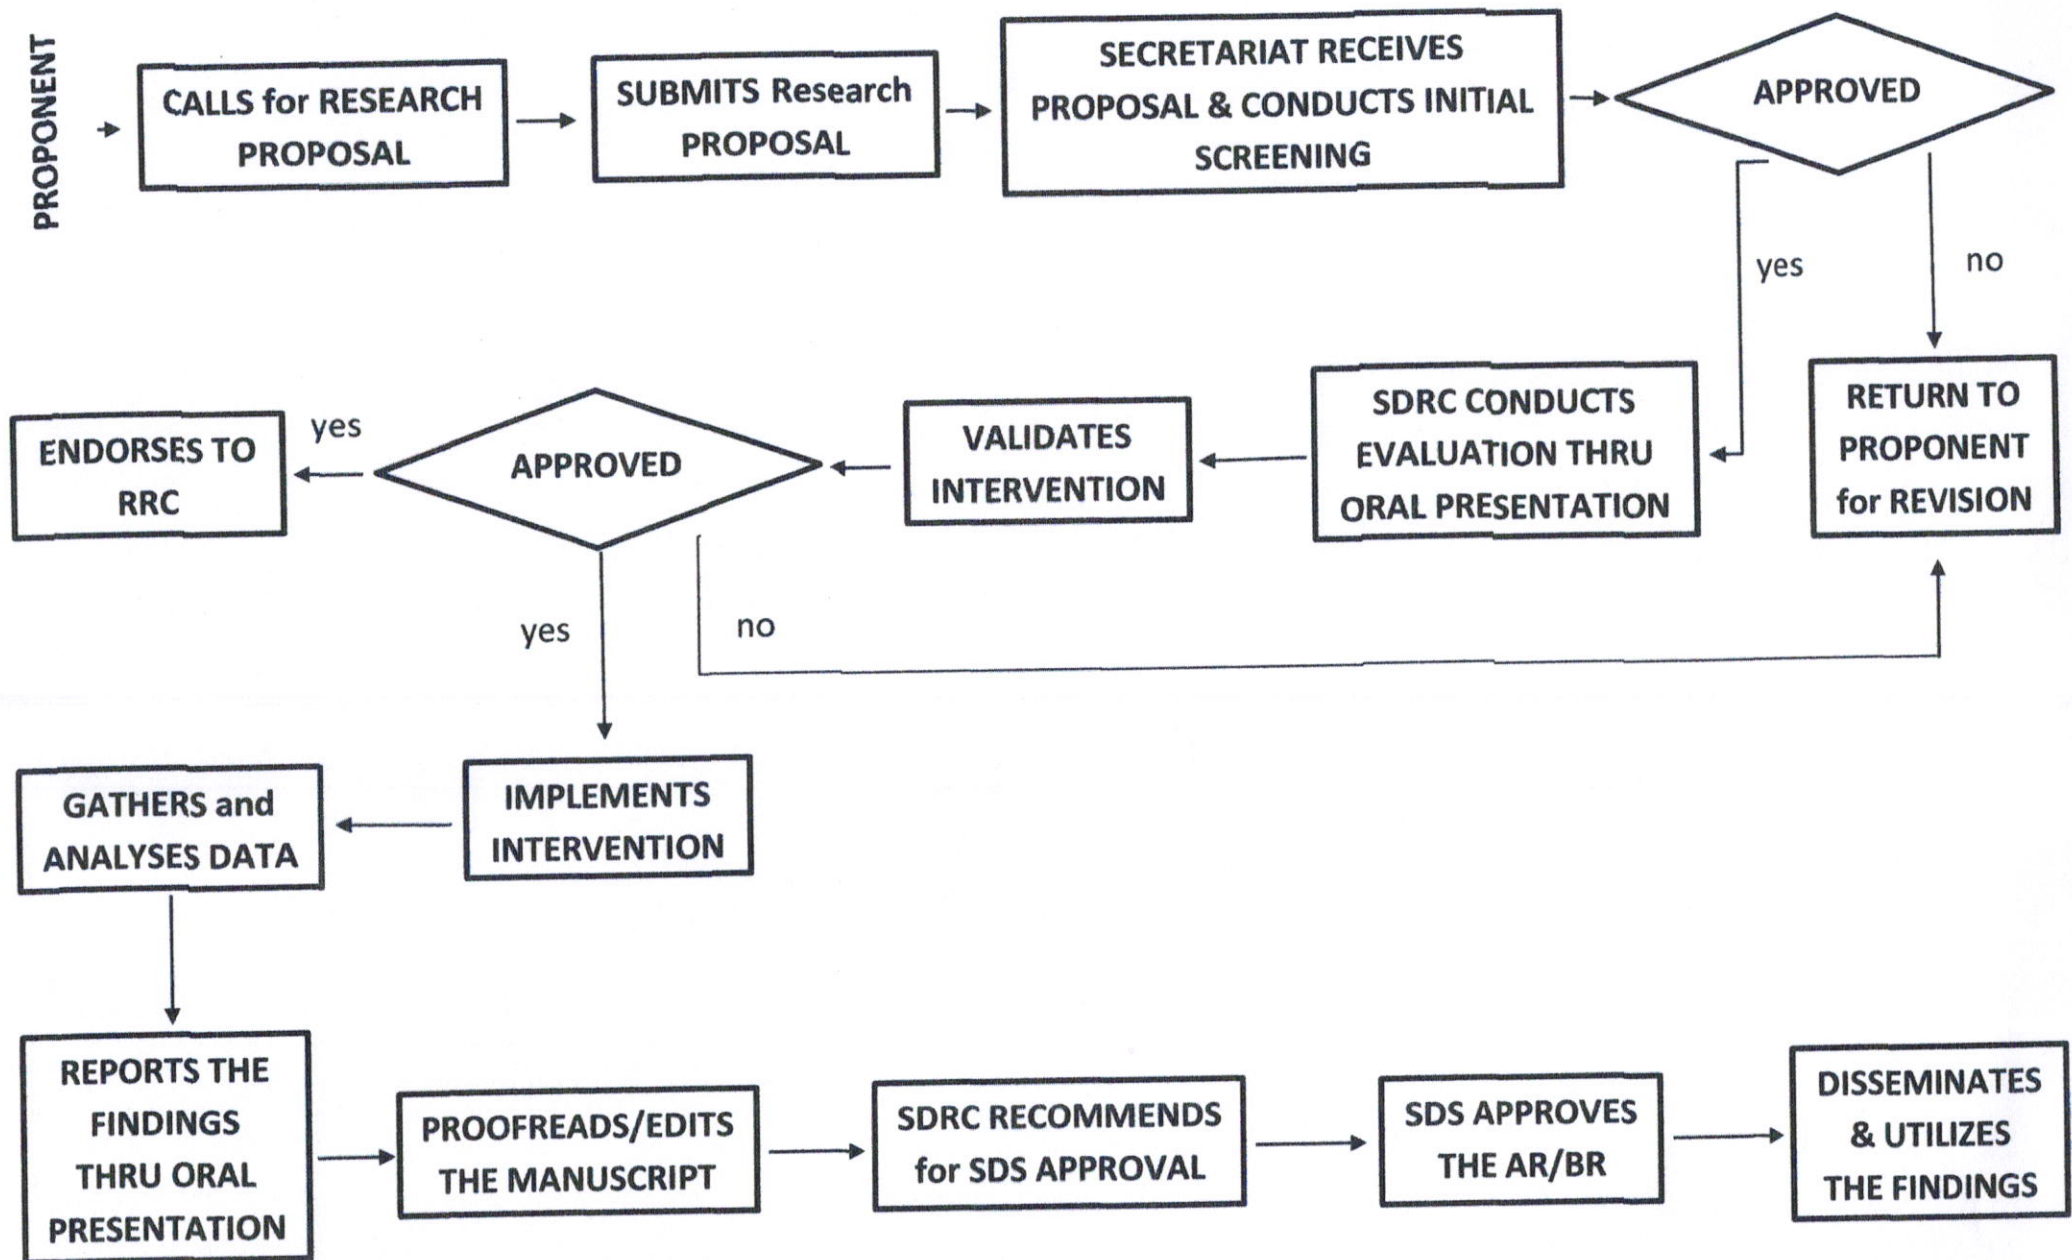 PROPONENT
CALLS for RESEARCH
PROPOSAL
SUBMITS Research
PROPOSAL
SECRETARIAT RECEIVES
PROPOSAL & CONDUCTS INITIAL
SCREENING
APPROVED
yes
no
RETURN TO
PROPONENT
for REVISION
SDRC CONDUCTS
EVALUATION THRU
ORAL PRESENTATION
VALIDATES
INTERVENTION
APPROVED
yes
ENDORSES TO
RRC
yes
no
IMPLEMENTS
INTERVENTION
GATHERS and
ANALYSES DATA
REPORTS THE
FINDINGS
THRU ORAL
PRESENTATION
PROOFREADS/EDITS
THE MANUSCRIPT
SDRC RECOMMENDS
for SDS APPROVAL
SDS APPROVES
THE AR/BR
DISSEMINATES
& UTILIZES
THE FINDINGS